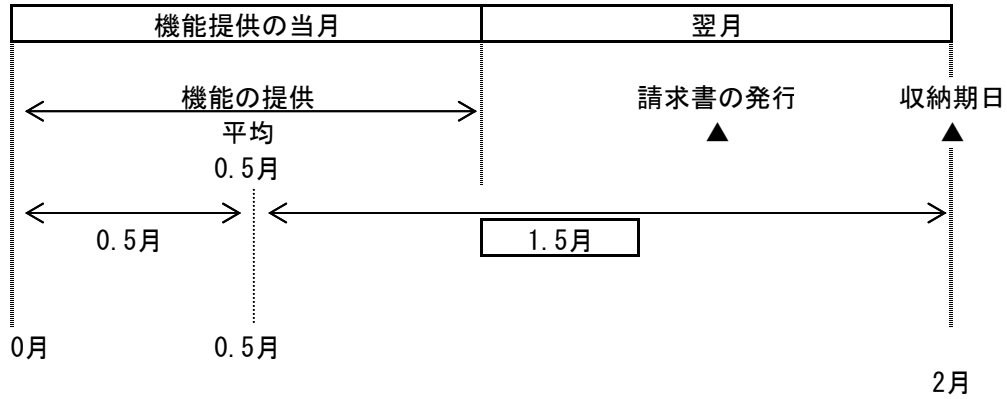 機能提供の当月 翌月
機能の提供 請求書の発行 収納期日
平均 ▲ ▲
0.5月
0.5月 1.5月
0月 0.5月
2月